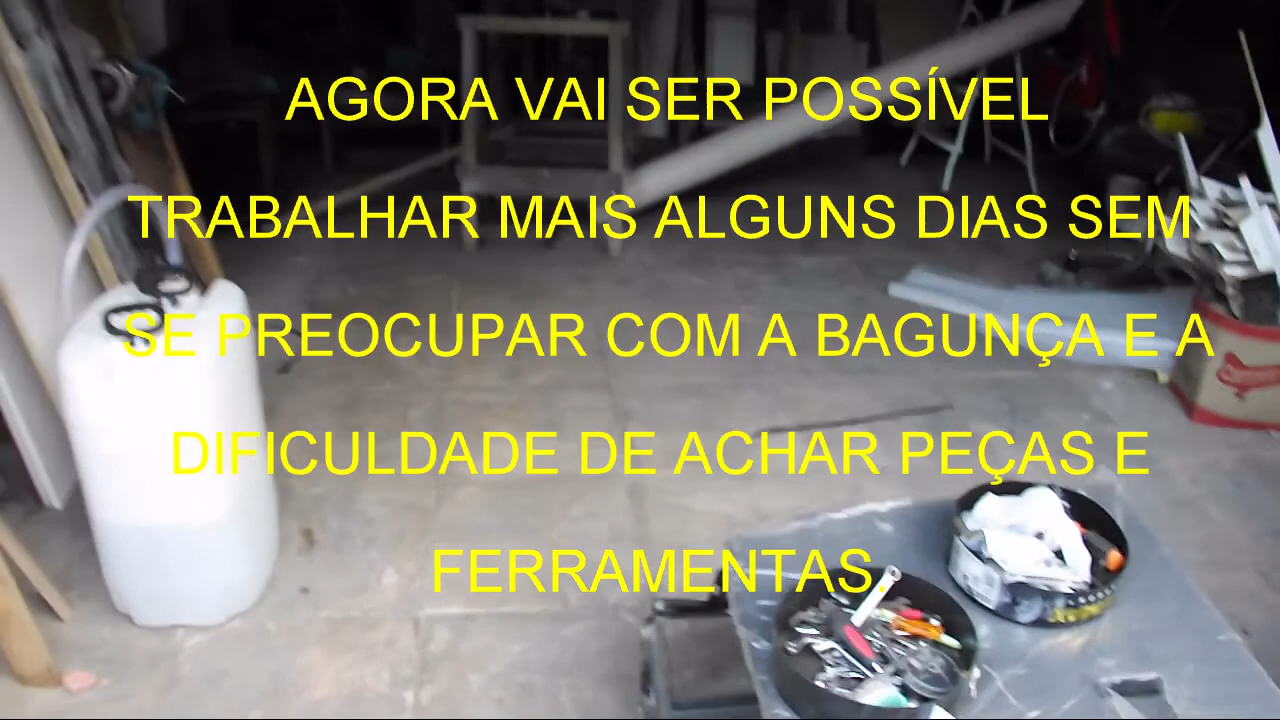 AGORA VAI SER POSSÍVEL
TRABALHAR MAIS ALGUNS DIAS SEM
SE PREOCUPAR COM A BAGUNÇA E A
DIFICULDADE DE ACHAR PEÇAS E
FERRAMENTAS